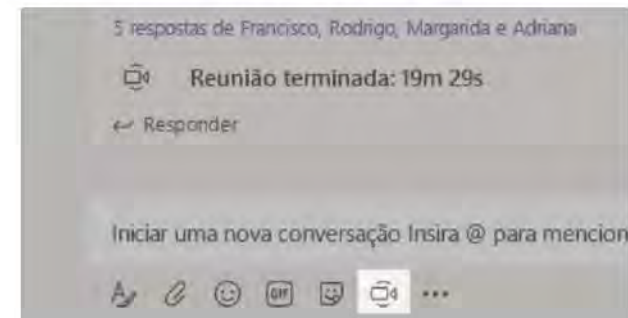 5 respostas de Francisco, Rodrigo, Margarida e Adriana
Reunião terminada: 19m 29s
Responder
Iniciar uma nova conversação Insira @ para mencion
GIF